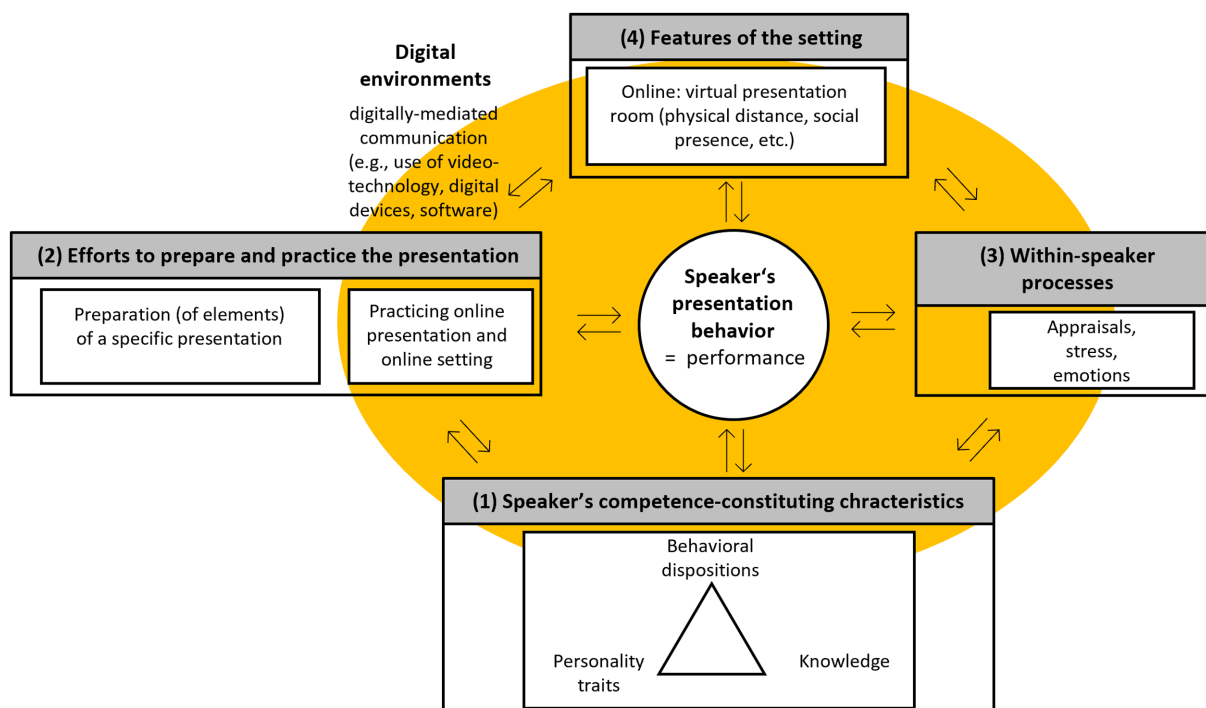 (4) Features of the setting
Online: virtual presentation
room (physical distance, social
presence, etc.)
Digital
environments
digitally-mediated
communication
(e.g., use of video-
technology, digital
devices, software)
(2) Efforts to prepare and practice the presentation
Preparation (of elements)
of a specific presentation
Practicing online
presentation and
online setting
Speaker‘s
presentation
behavior
= performance
(3) Within-speaker
processes
Appraisals,
stress,
emotions
(1) Speaker’s competence-constituting chracteristics
Behavioral
dispositions
Personality
traits
Knowledge